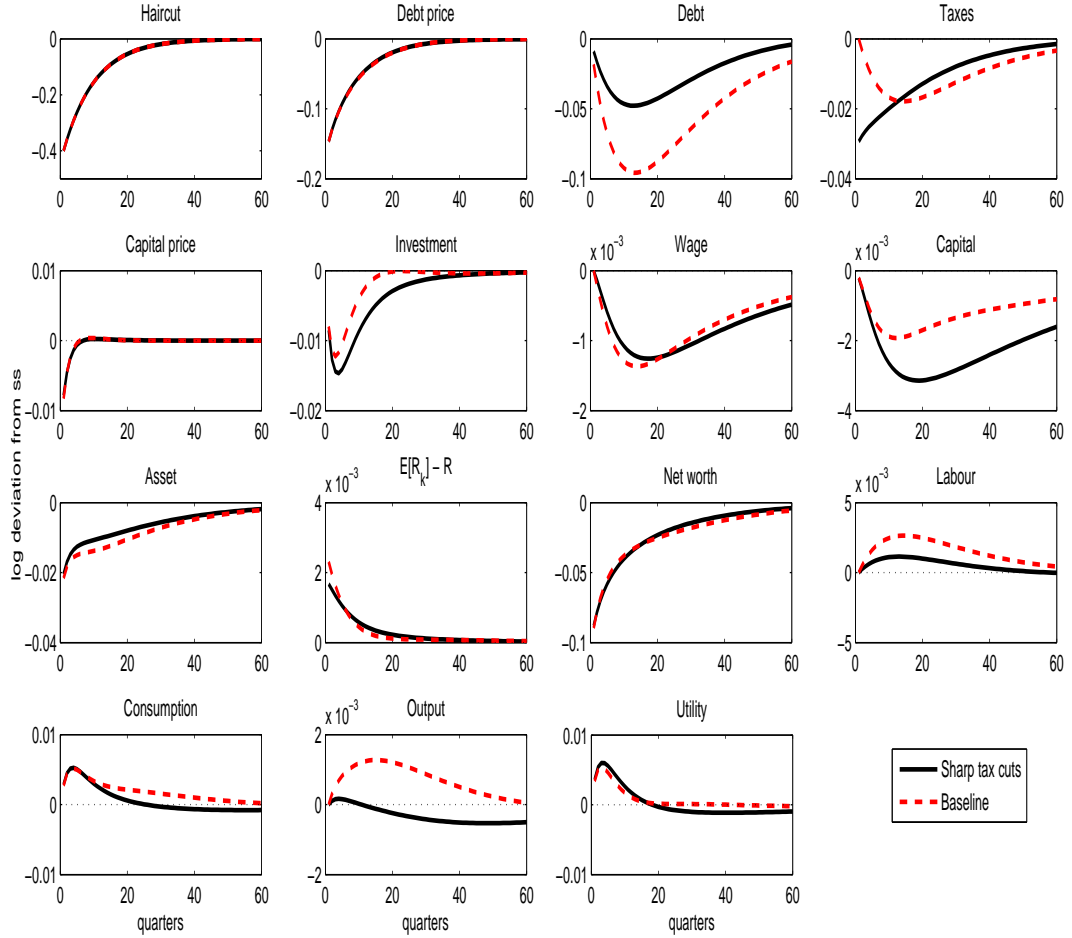 Haircut Debt price Debt Taxes
0 0 0 0
−0.2 −0.1 −0.05 −0.02
−0.4 −0.2 −0.1 −0.04
0 20 40 60 0 20 40 60 0 20 40 60 0 20 40 60
Capital price Investment Wage Capital
x 10⁻³ x 10⁻³
0.01 0 0 0
0 −0.01 −1 −2
−0.01 −0.02 −2 −4
0 20 40 60 0 20 40 60 0 20 40 60 0 20 40 60
log deviation from ss
Asset E[R_k] − R Net worth Labour
x 10⁻³ x 10⁻³
0 4 0 5
−0.02 2 −0.05 0
−0.04 0 −0.1 −5
0 20 40 60 0 20 40 60 0 20 40 60 0 20 40 60
Consumption Output Utility
x 10⁻³
0.01 2 0.01
0 0 0
−0.01 −2 −0.01
0 20 40 60 0 20 40 60 0 20 40 60
quarters quarters quarters
Sharp tax cuts
Baseline